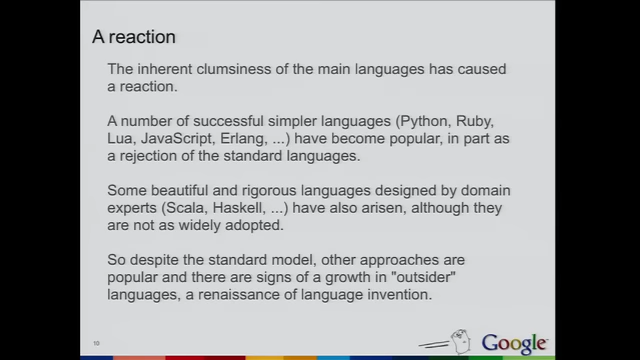 A reaction
The inherent clumsiness of the main languages has caused
a reaction.
A number of successful simpler languages (Python, Ruby,
Lua, JavaScript, Erlang, ...) have become popular, in part as
a rejection of the standard languages.
Some beautiful and rigorous languages designed by domain
experts (Scala, Haskell, ...) have also arisen, although they
are not as widely adopted.
So despite the standard model, other approaches are
popular and there are signs of a growth in "outsider"
languages, a renaissance of language invention.
10
Google